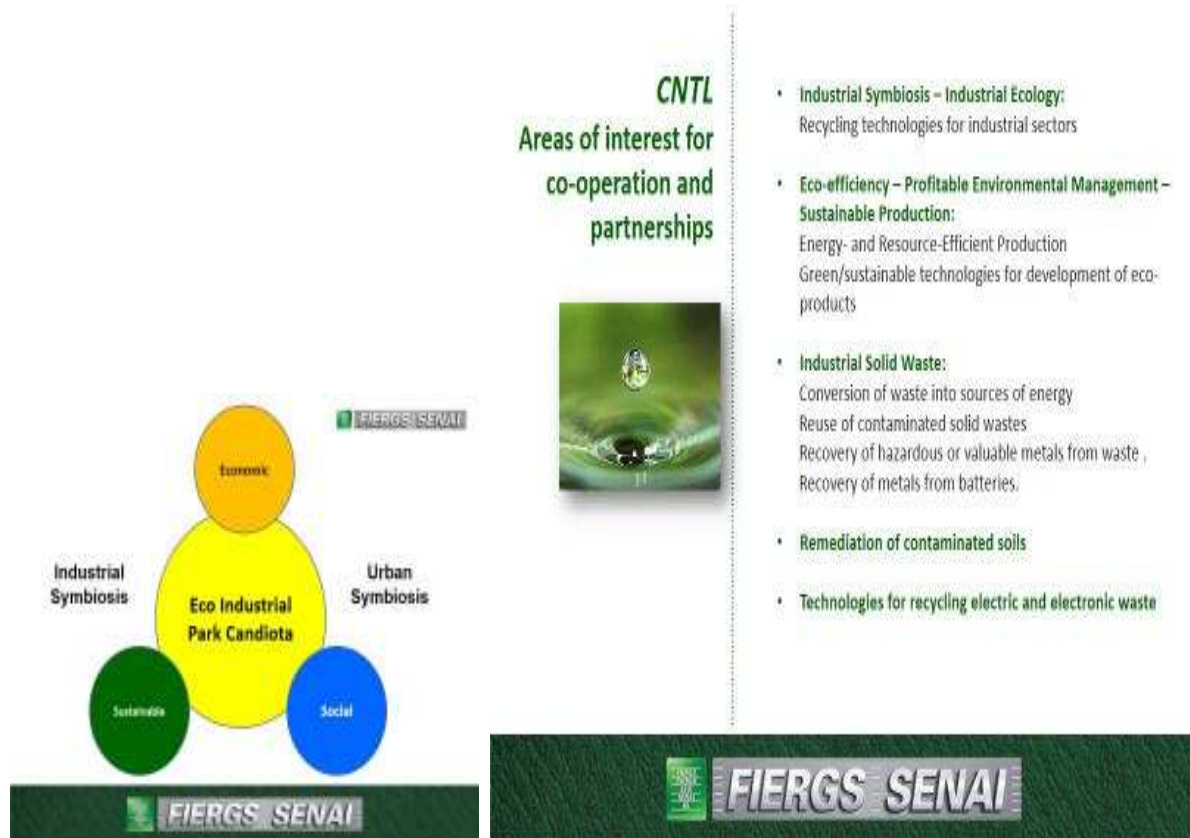 FIERGS SENAI
Economic
Industrial
Symbiosis
Urban
Symbiosis
Eco Industrial
Park Candiota
Sustainable
Social
FIERGS SENAI
CNTL
Areas of interest for
co-operation and
partnerships
• Industrial Symbiosis – Industrial Ecology:
Recycling technologies for industrial sectors
• Eco-efficiency – Profitable Environmental Management –
Sustainable Production:
Energy- and Resource-Efficient Production
Green/sustainable technologies for development of eco-
products
• Industrial Solid Waste:
Conversion of waste into sources of energy
Reuse of contaminated solid wastes
Recovery of hazardous or valuable metals from waste .
Recovery of metals from batteries.
• Remediation of contaminated soils
• Technologies for recycling electric and electronic waste
FIERGS SENAI